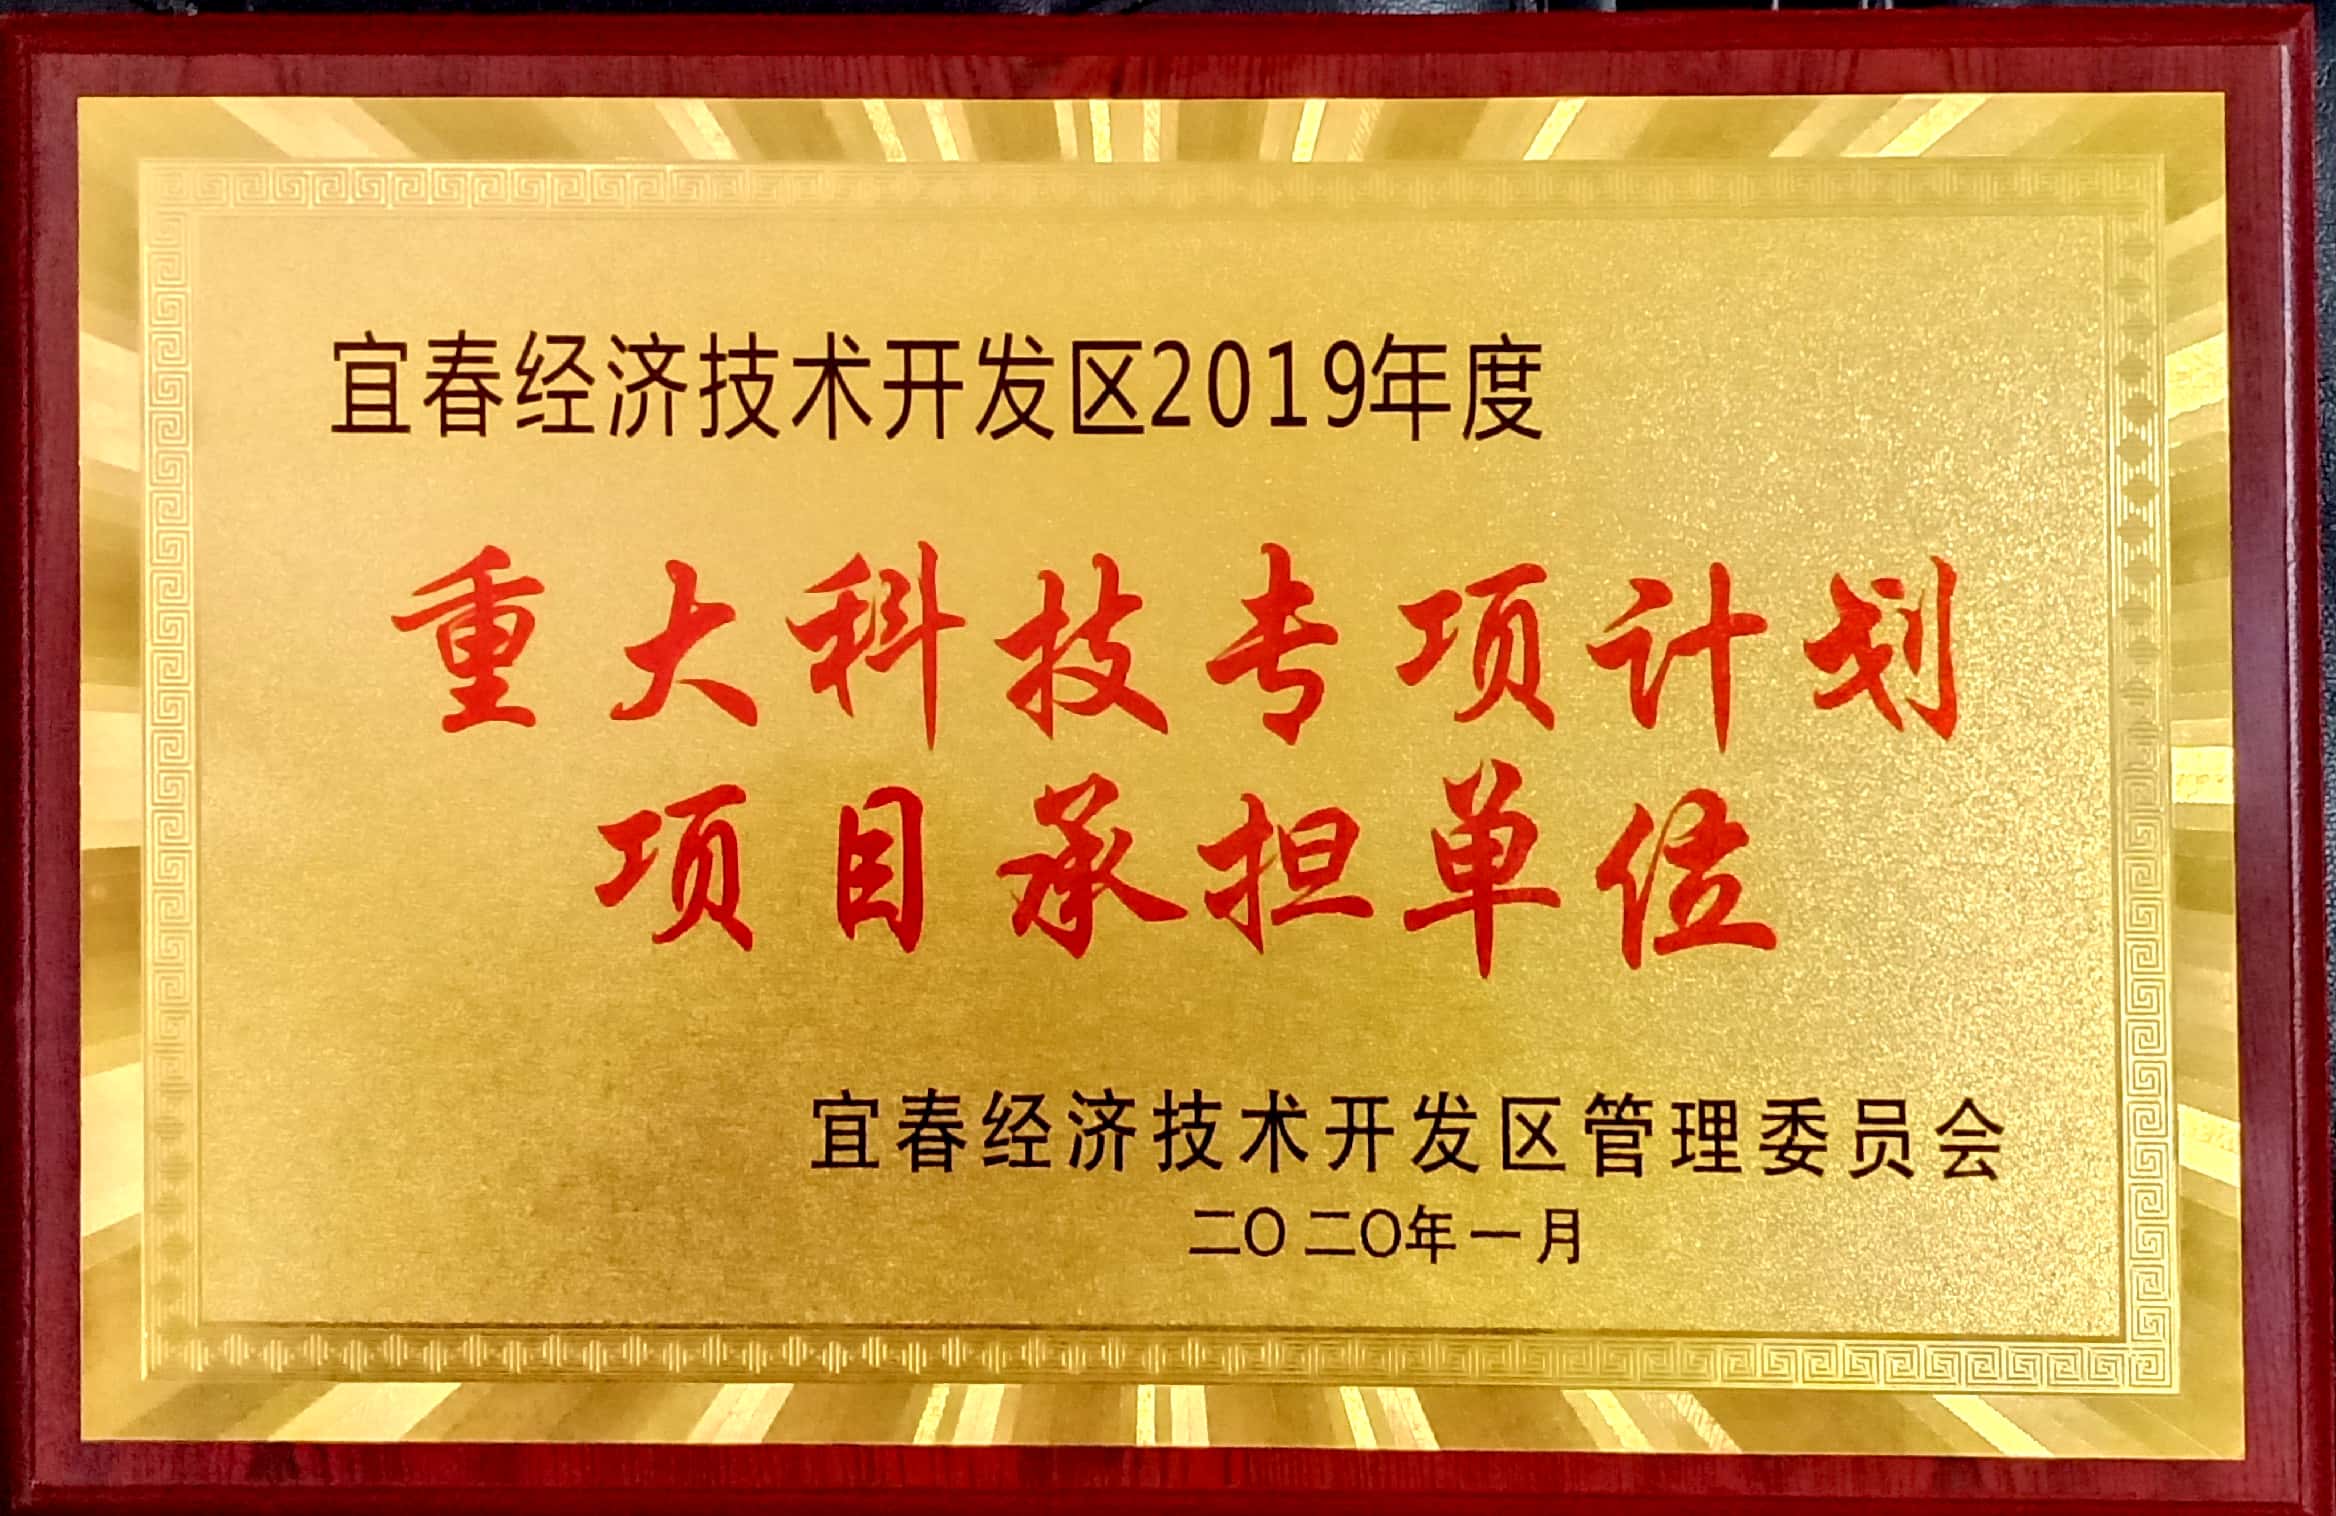 宜春经济技术开发区2019年度
重大科技专项计划
项目承担单位
宜春经济技术开发区管理委员会
二〇二〇年一月